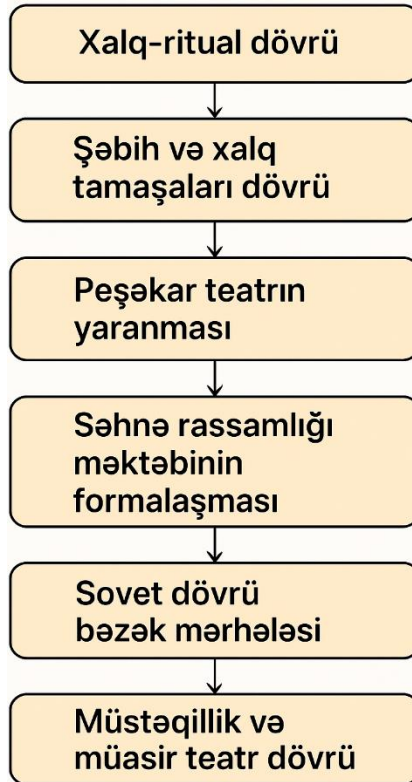 Xalq-ritual dövrü
Şəbih və xalq
tamaşaları dövrü
Peşəkar teatrın
yaranması
Səhnə rassamlığı
məktəbinin
formalaşması
Sovet dövrü
bəzək mərhələsi
Müstəqillik və
müasir teatr dövrü